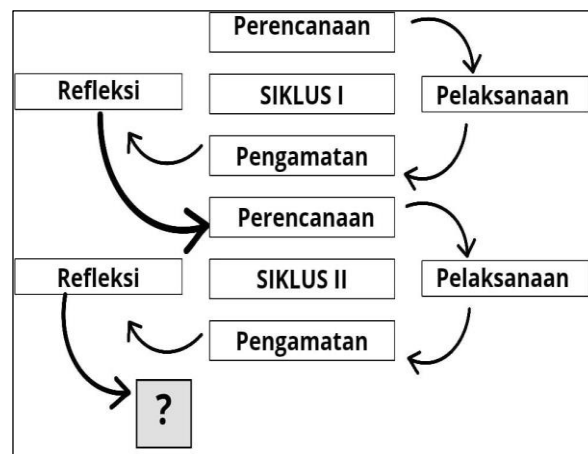 Perencanaan
Refleksi
SIKLUS I
Pelaksanaan
Pengamatan
Perencanaan
Refleksi
SIKLUS II
Pelaksanaan
Pengamatan
?